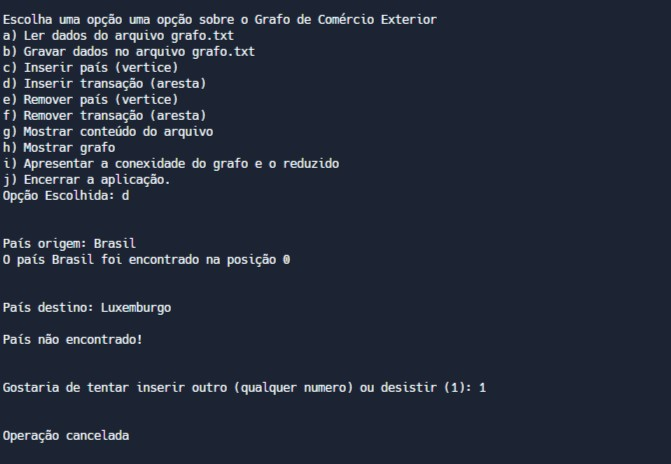 Escolha uma opção uma opção sobre o Grafo de Comércio Exterior
a) Ler dados do arquivo grafo.txt
b) Gravar dados no arquivo grafo.txt
c) Inserir país (vertice)
d) Inserir transação (aresta)
e) Remover país (vertice)
f) Remover transação (aresta)
g) Mostrar conteúdo do arquivo
h) Mostrar grafo
i) Apresentar a conexidade do grafo e o reduzido
j) Encerrar a aplicação.
Opção Escolhida: d
País origem: Brasil
O país Brasil foi encontrado na posição 0
País destino: Luxemburgo
País não encontrado!
Gostaria de tentar inserir outro (qualquer numero) ou desistir (1): 1
Operação cancelada